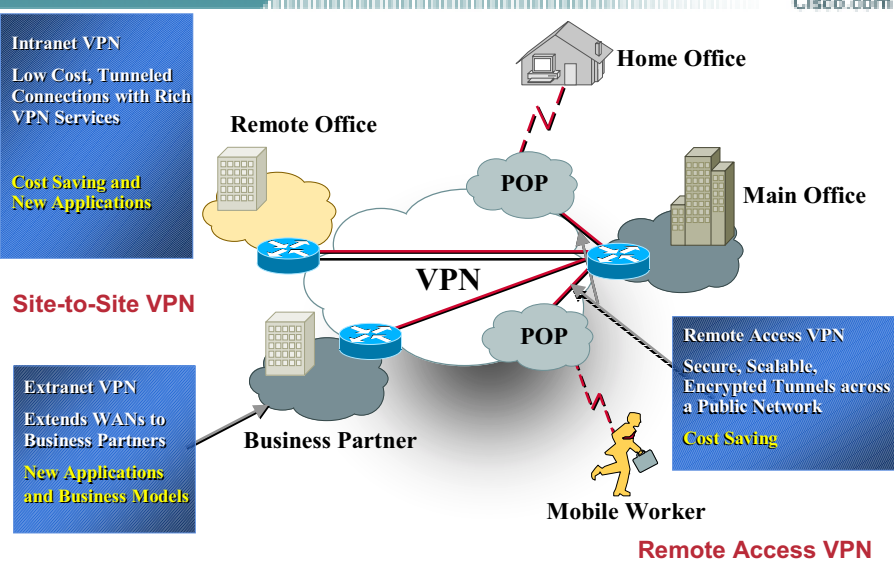 Cisco.com
Intranet VPN
Low Cost, Tunneled
Connections with Rich
VPN Services
Cost Saving and
New Applications
Home Office
Remote Office
POP
Main Office
VPN
Site-to-Site VPN
POP
Remote Access VPN
Secure, Scalable,
Encrypted Tunnels across
a Public Network
Cost Saving
Extranet VPN
Extends WANs to
Business Partners
New Applications
and Business Models
Business Partner
Mobile Worker
Remote Access VPN